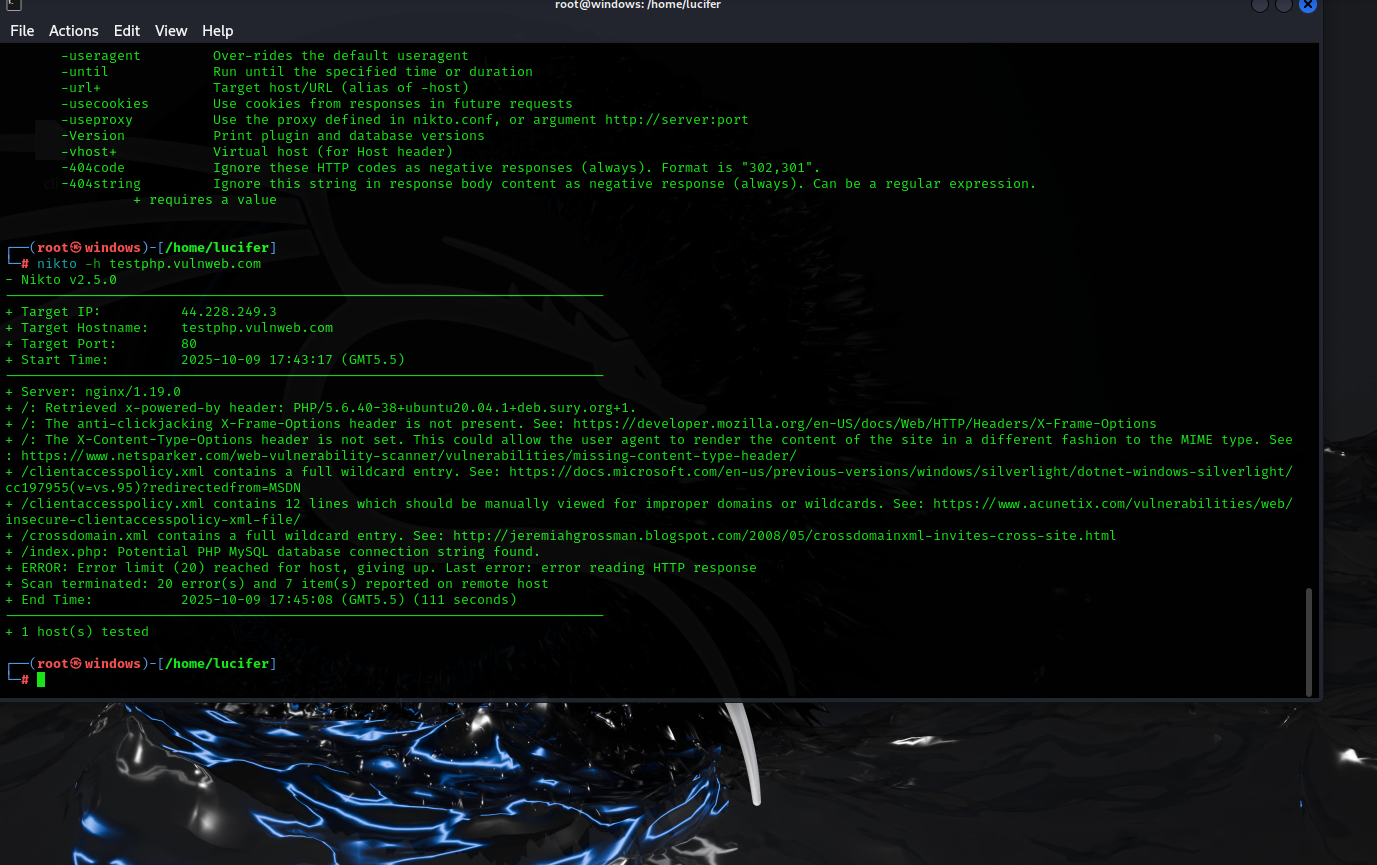 root@windows: /home/lucifer
File Actions Edit View Help
-useragent Over-rides the default useragent
-until Run until the specified time or duration
-url+ Target host/URL (alias of -host)
-usecookies Use cookies from responses in future requests
-useproxy Use the proxy defined in nikto.conf, or argument http://server:port
-Version Print plugin and database versions
-vhost+ Virtual host (for Host header)
-404code Ignore these HTTP codes as negative responses (always). Format is "302,301".
-404string Ignore this string in response body content as negative response (always). Can be a regular expression.
+ requires a value
┌──(root㉿windows)-[/home/lucifer]
└─# nikto -h testphp.vulnweb.com
- Nikto v2.5.0
+ Target IP: 44.228.249.3
+ Target Hostname: testphp.vulnweb.com
+ Target Port: 80
+ Start Time: 2025-10-09 17:43:17 (GMT5.5)
+ Server: nginx/1.19.0
+ /: Retrieved x-powered-by header: PHP/5.6.40-38+ubuntu20.04.1+deb.sury.org+1.
+ /: The anti-clickjacking X-Frame-Options header is not present. See: https://developer.mozilla.org/en-US/docs/Web/HTTP/Headers/X-Frame-Options
+ /: The X-Content-Type-Options header is not set. This could allow the user agent to render the content of the site in a different fashion to the MIME type. See
: https://www.netsparker.com/web-vulnerability-scanner/vulnerabilities/missing-content-type-header/
+ /clientaccesspolicy.xml contains a full wildcard entry. See: https://docs.microsoft.com/en-us/previous-versions/windows/silverlight/dotnet-windows-silverlight/
cc197955(v=vs.95)?redirectedfrom=MSDN
+ /clientaccesspolicy.xml contains 12 lines which should be manually viewed for improper domains or wildcards. See: https://www.acunetix.com/vulnerabilities/web/
insecure-clientaccesspolicy-xml-file/
+ /crossdomain.xml contains a full wildcard entry. See: http://jeremiahgrossman.blogspot.com/2008/05/crossdomainxml-invites-cross-site.html
+ /index.php: Potential PHP MySQL database connection string found.
+ ERROR: Error limit (20) reached for host, giving up. Last error: error reading HTTP response
+ Scan terminated: 20 error(s) and 7 item(s) reported on remote host
+ End Time: 2025-10-09 17:45:08 (GMT5.5) (111 seconds)
+ 1 host(s) tested
┌──(root㉿windows)-[/home/lucifer]
└─#